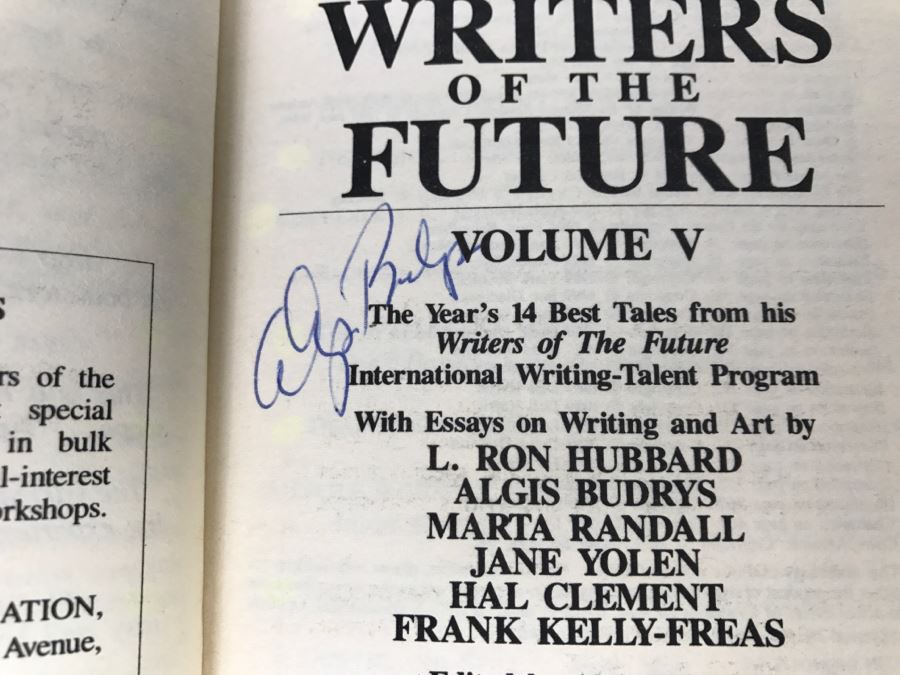 S
rs of the
special
in bulk
l-interest
orkshops.
ATION,
Avenue,
WRITERS
OF THE
FUTURE
Algis Budrys
VOLUME V
The Year's 14 Best Tales from his
Writers of The Future
International Writing-Talent Program
With Essays on Writing and Art by
L. RON HUBBARD
ALGIS BUDRYS
MARTA RANDALL
JANE YOLEN
HAL CLEMENT
FRANK KELLY-FREAS